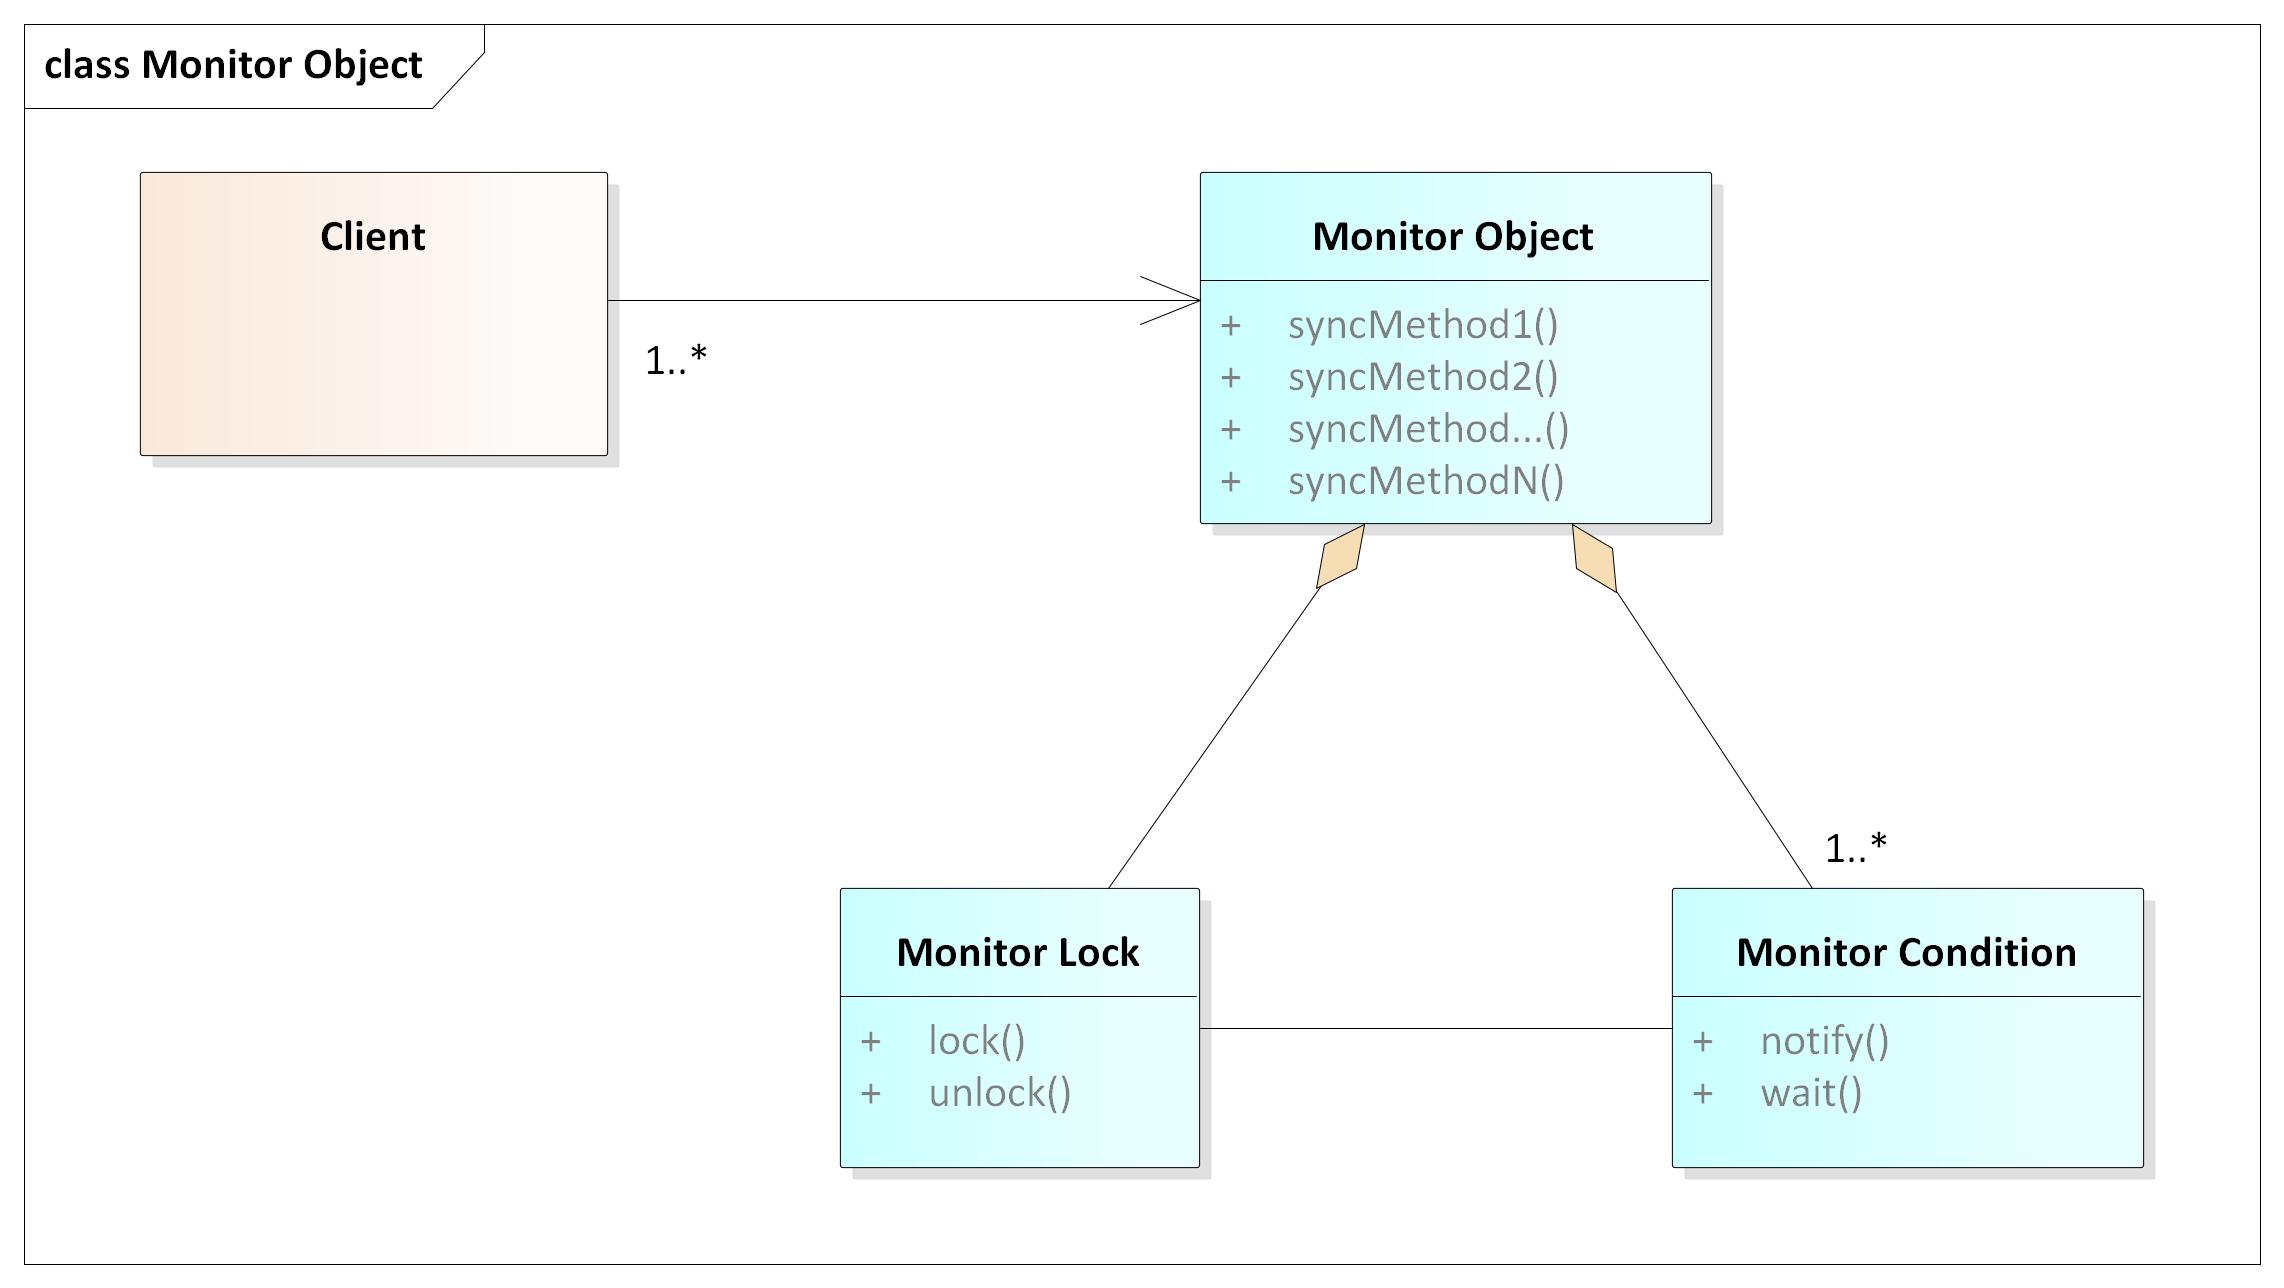 class Monitor Object
Client
1..*
Monitor Object
+ syncMethod1()
+ syncMethod2()
+ syncMethod...()
+ syncMethodN()
1..*
Monitor Lock
+ lock()
+ unlock()
Monitor Condition
+ notify()
+ wait()